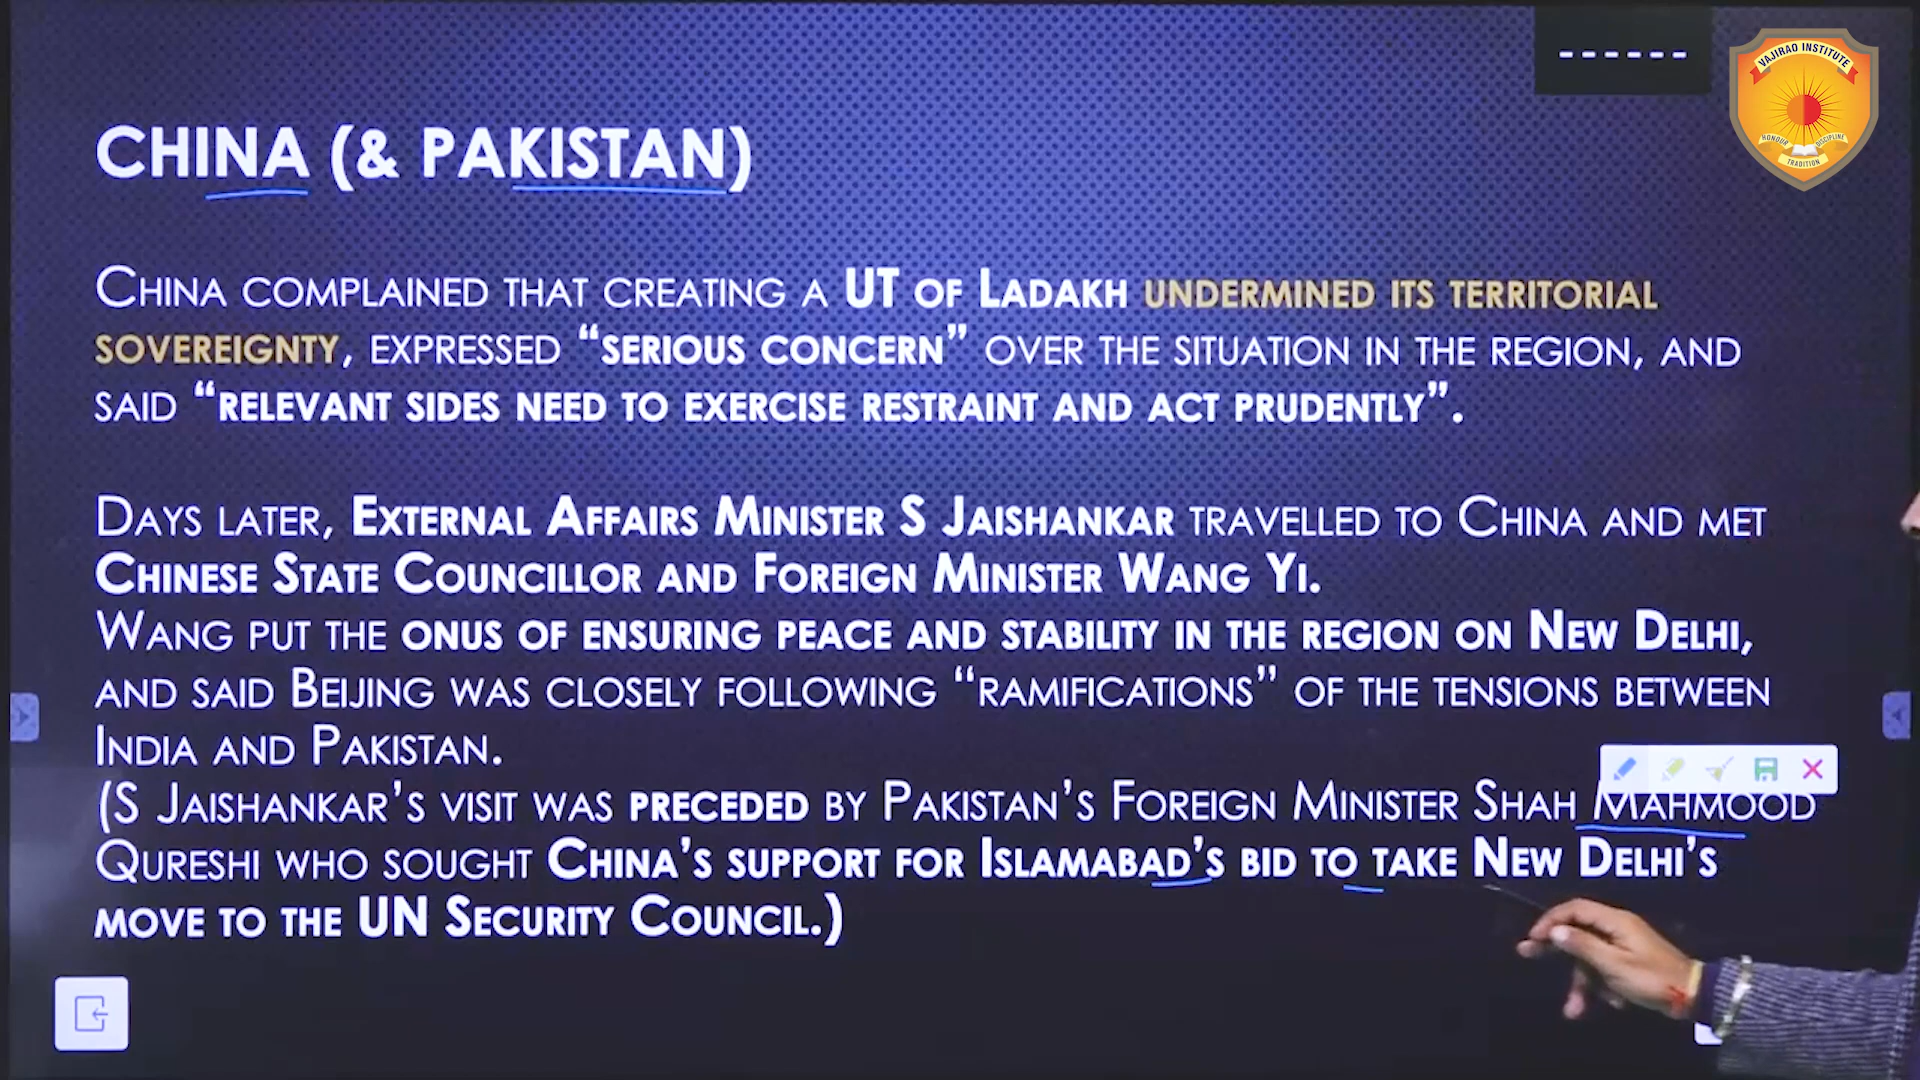 VAJIRAO INSTITUTE
HONOUR
DISCIPLINE
TRADITION
CHINA (& PAKISTAN)
CHINA COMPLAINED THAT CREATING A UT OF LADAKH UNDERMINED ITS TERRITORIAL
SOVEREIGNTY, EXPRESSED “SERIOUS CONCERN” OVER THE SITUATION IN THE REGION, AND
SAID “RELEVANT SIDES NEED TO EXERCISE RESTRAINT AND ACT PRUDENTLY”.
DAYS LATER, EXTERNAL AFFAIRS MINISTER S JAISHANKAR TRAVELLED TO CHINA AND MET
CHINESE STATE COUNCILLOR AND FOREIGN MINISTER WANG YI.
WANG PUT THE ONUS OF ENSURING PEACE AND STABILITY IN THE REGION ON NEW DELHI,
AND SAID BEIJING WAS CLOSELY FOLLOWING “RAMIFICATIONS” OF THE TENSIONS BETWEEN
INDIA AND PAKISTAN.
(S JAISHANKAR’S VISIT WAS PRECEDED BY PAKISTAN’S FOREIGN MINISTER SHAH MAHMOOD
QURESHI WHO SOUGHT CHINA’S SUPPORT FOR ISLAMABAD’S BID TO TAKE NEW DELHI’S
MOVE TO THE UN SECURITY COUNCIL.)